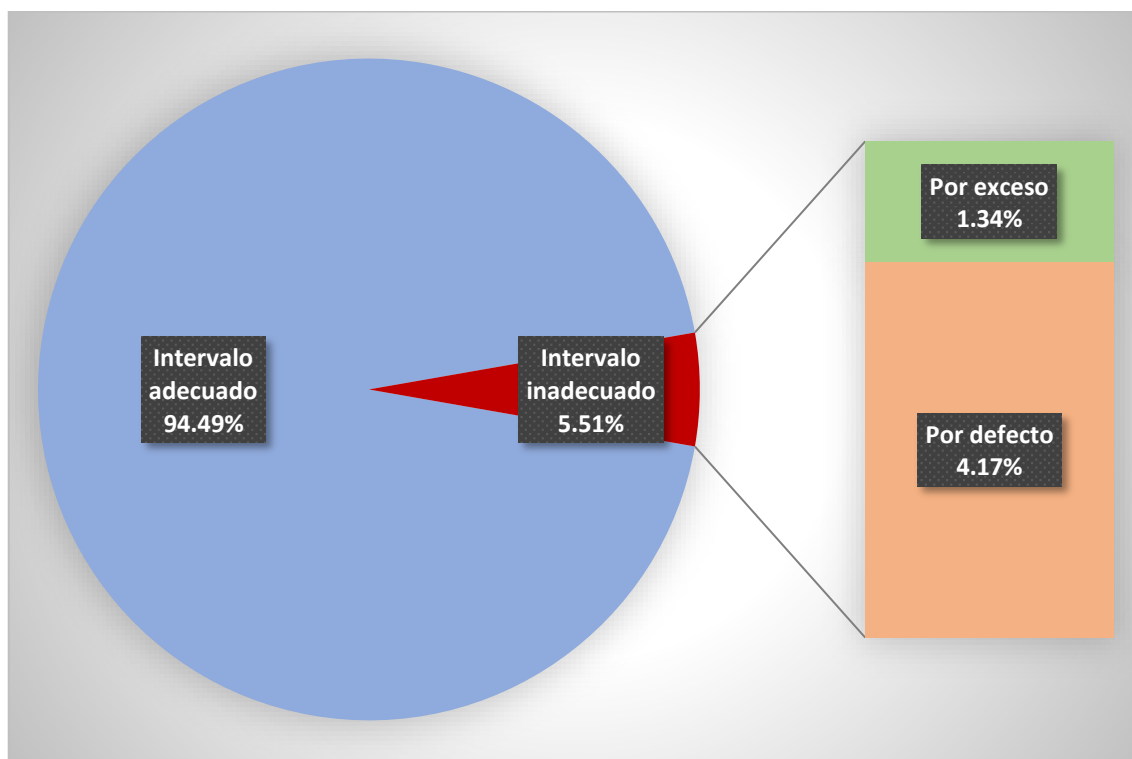 Intervalo
adecuado
94.49%
Intervalo
inadecuado
5.51%
Por exceso
1.34%
Por defecto
4.17%